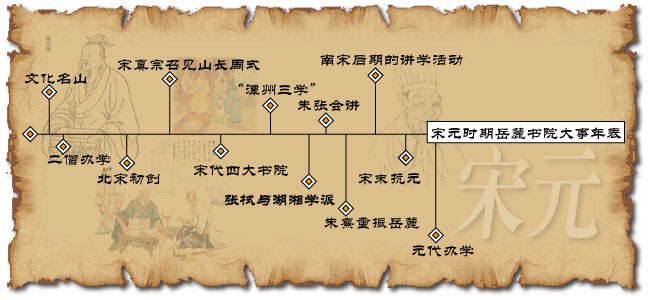 南宋后期的讲学活动
宋真宗召见山长周式
文化名山
“潭州三学”
朱张会讲
宋元时期岳麓书院大事年表
二僧办学
北宋初创
宋代四大书院
宋末抗元
张栻与湖湘学派
朱熹重振岳麓
元代办学
宋元